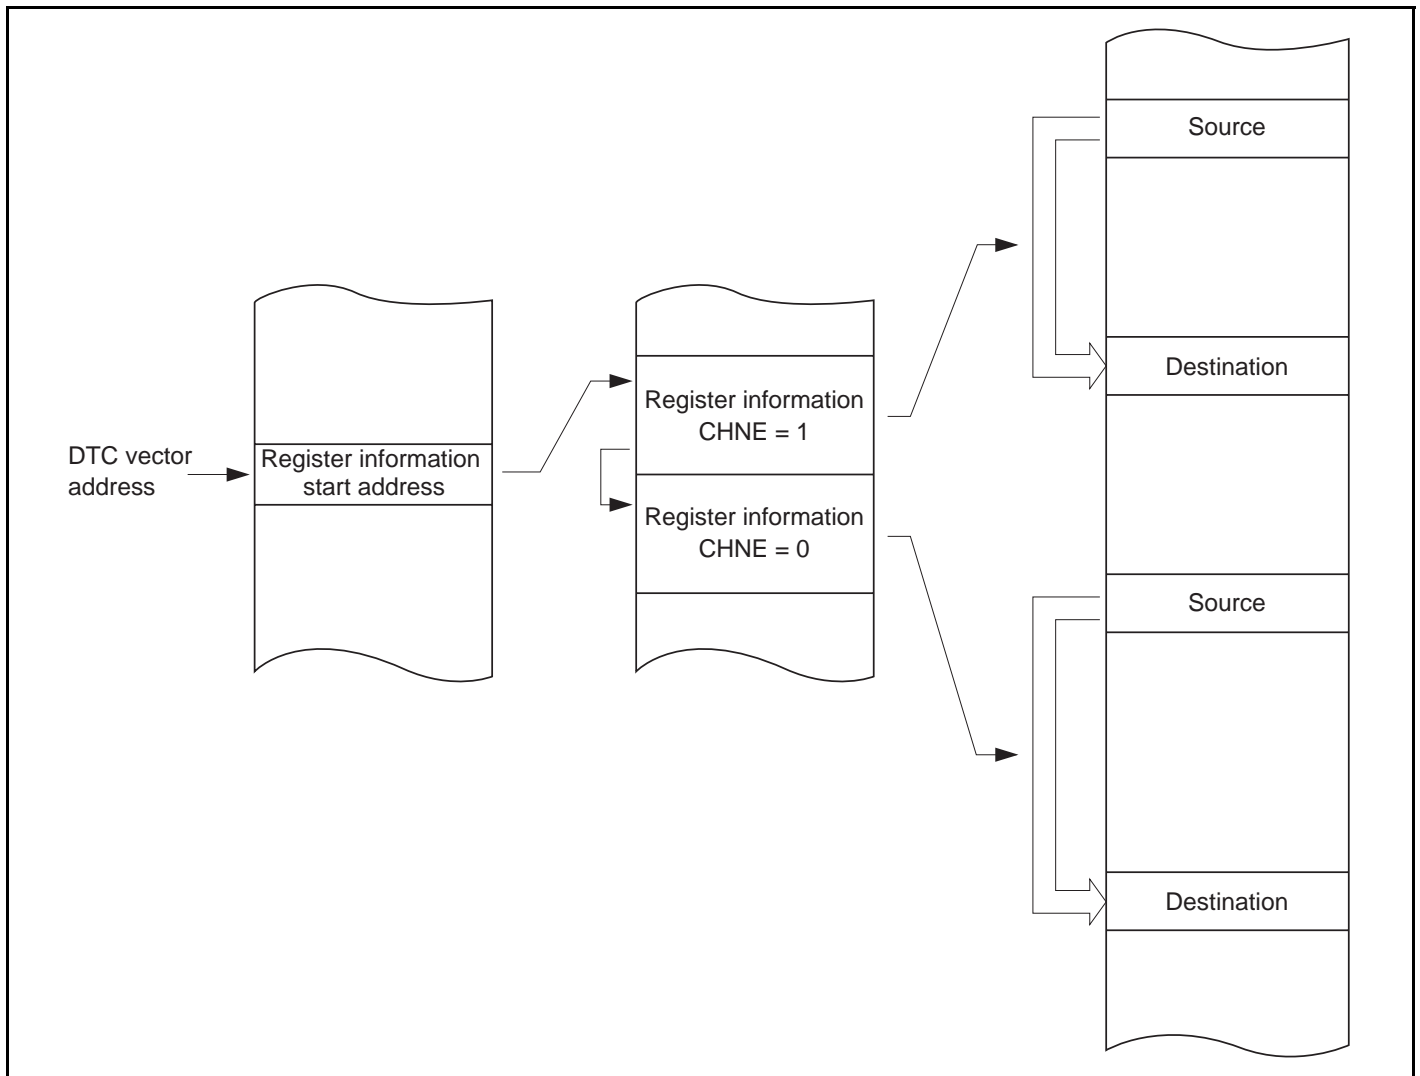 DTC vector
address
Register information
start address
Register information
CHNE = 1
Register information
CHNE = 0
Source
Destination
Source
Destination